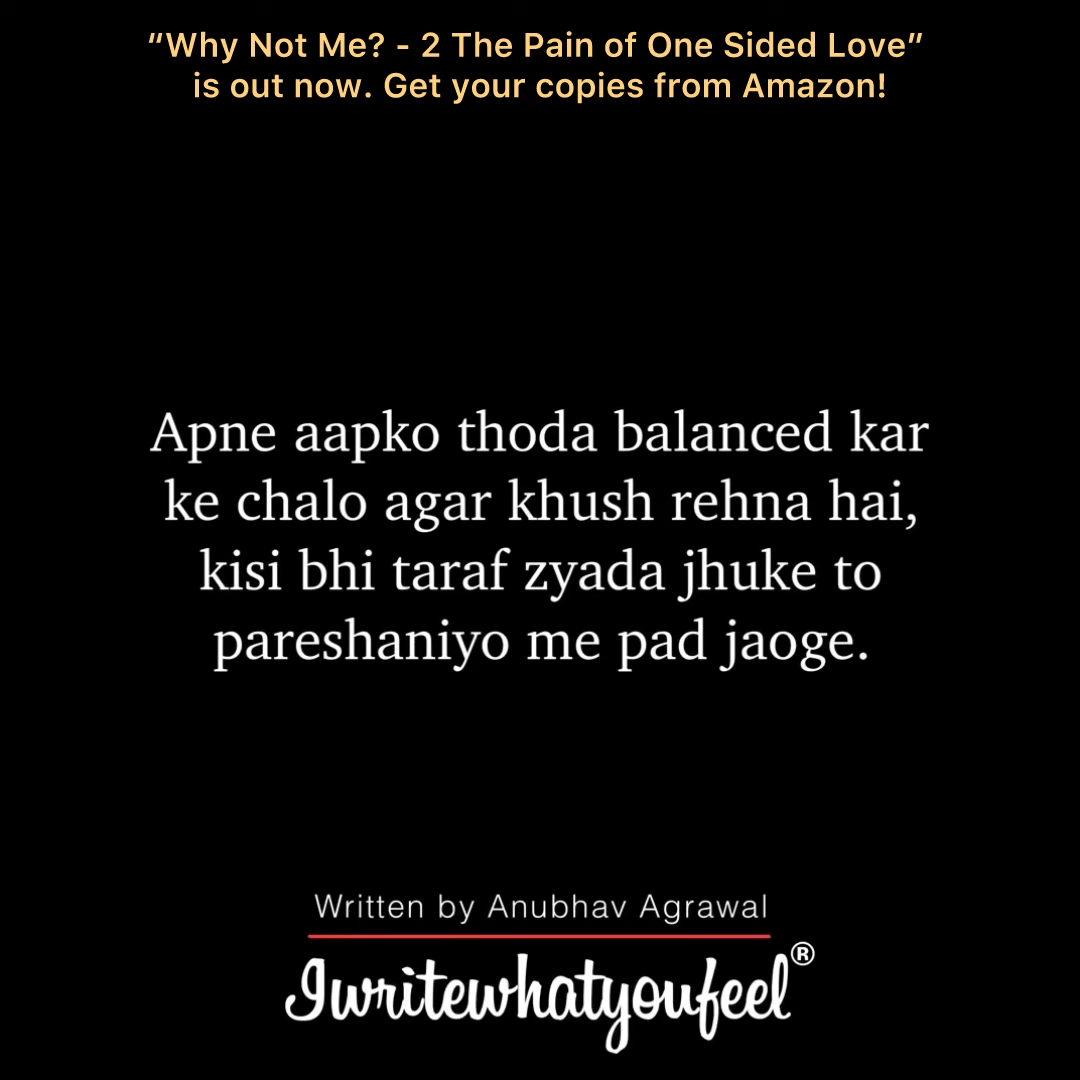 “Why Not Me? - 2 The Pain of One Sided Love”
is out now. Get your copies from Amazon!
Apne aapko thoda balanced kar
ke chalo agar khush rehna hai,
kisi bhi taraf zyada jhuke to
pareshaniyo me pad jaoge.
Written by Anubhav Agrawal
Iwritewhatyoufeel®